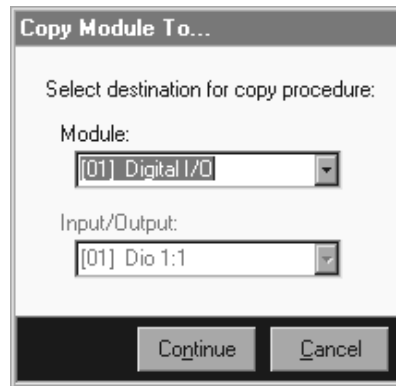 Copy Module To...
Select destination for copy procedure:
Module:
[01] Digital I/O
Input/Output:
[01] Dio 1:1
Continue Cancel